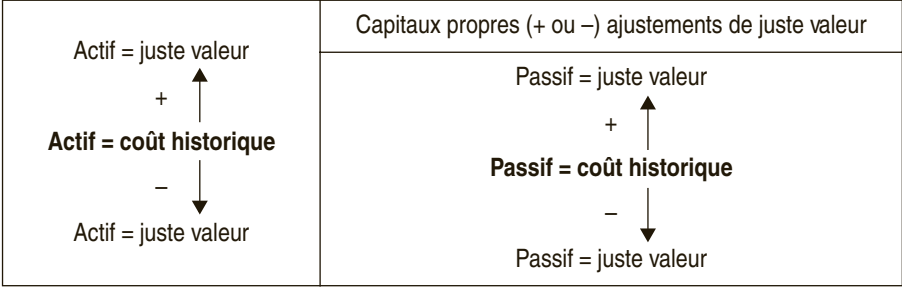 Actif = juste valeur
+
Actif = coût historique
–
Actif = juste valeur
Capitaux propres (+ ou –) ajustements de juste valeur
Passif = juste valeur
+
Passif = coût historique
–
Passif = juste valeur